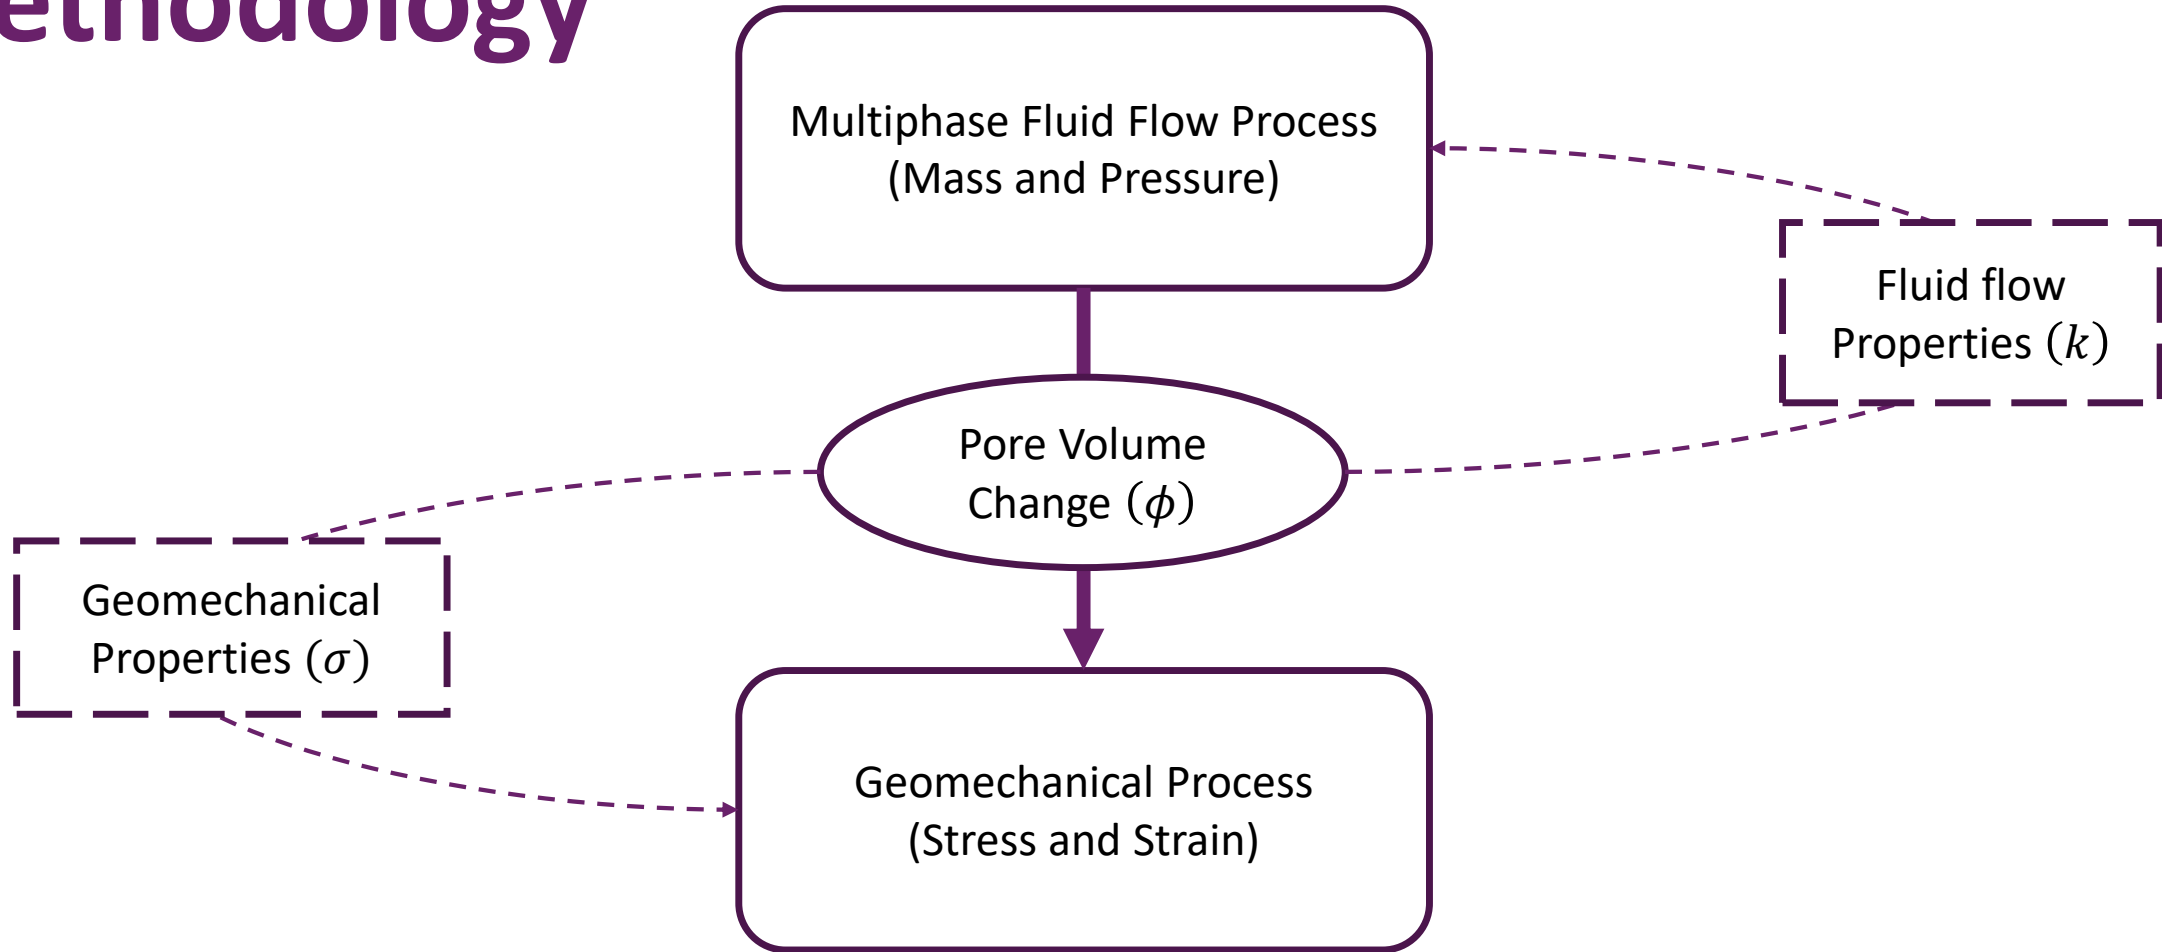 ethodology
Multiphase Fluid Flow Process
(Mass and Pressure)
Fluid flow
Properties (k)
Pore Volume
Change (ϕ)
Geomechanical
Properties (σ)
Geomechanical Process
(Stress and Strain)